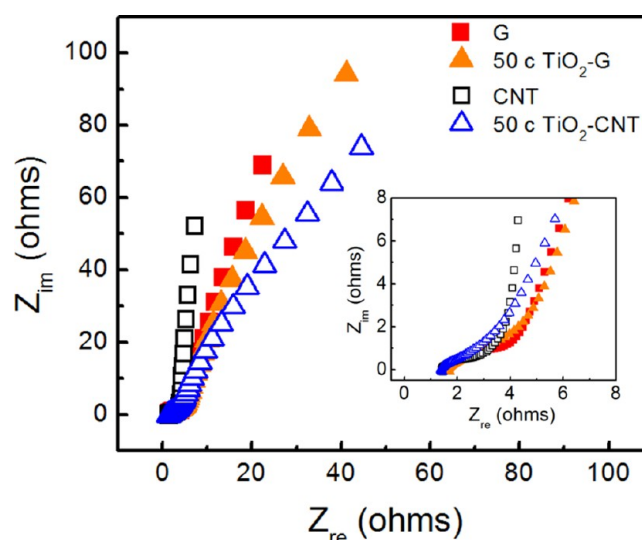 G
50 c TiO₂-G
CNT
50 c TiO₂-CNT
100
80
60
40
20
0
Z_im (ohms)
0 20 40 60 80 100
Z_re (ohms)
8
6
4
2
0
Z_im (ohms)
0 2 4 6 8
Z_re (ohms)